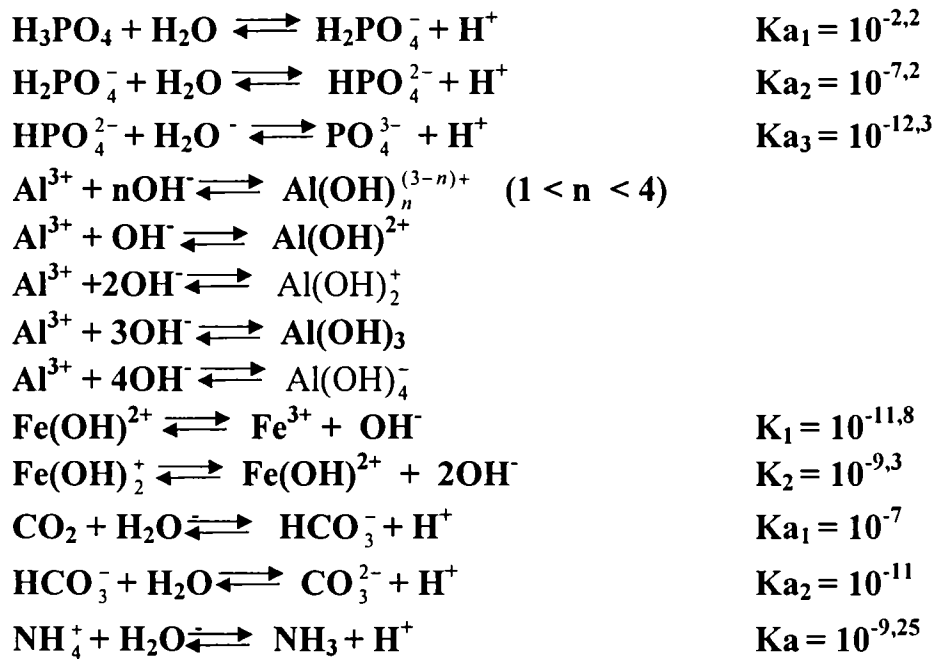 H₃PO₄ + H₂O ⇌ H₂PO₄⁻ + H⁺ Ka₁ = 10⁻²,²
H₂PO₄⁻ + H₂O ⇌ HPO₄²⁻ + H⁺ Ka₂ = 10⁻⁷,²
HPO₄²⁻ + H₂O ⁻ ⇌ PO₄³⁻ + H⁺ Ka₃ = 10⁻¹²,³
Al³⁺ + nOH⁻ ⇌ Al(OH)ₙ⁽³⁻ⁿ⁾⁺ (1 < n < 4)
Al³⁺ + OH⁻ ⇌ Al(OH)²⁺
Al³⁺ +2OH⁻ ⇌ Al(OH)₂⁺
Al³⁺ + 3OH⁻ ⇌ Al(OH)₃
Al³⁺ + 4OH⁻ ⇌ Al(OH)₄⁻
Fe(OH)²⁺ ⇌ Fe³⁺ + OH⁻ K₁ = 10⁻¹¹,⁸
Fe(OH)₂⁺ ⇌ Fe(OH)²⁺ + 2OH⁻ K₂ = 10⁻⁹,³
CO₂ + H₂O ⇌ HCO₃⁻ + H⁺ Ka₁ = 10⁻⁷
HCO₃⁻ + H₂O ⇌ CO₃²⁻ + H⁺ Ka₂ = 10⁻¹¹
NH₄⁺ + H₂O ⇌ NH₃ + H⁺ Ka = 10⁻⁹,²⁵